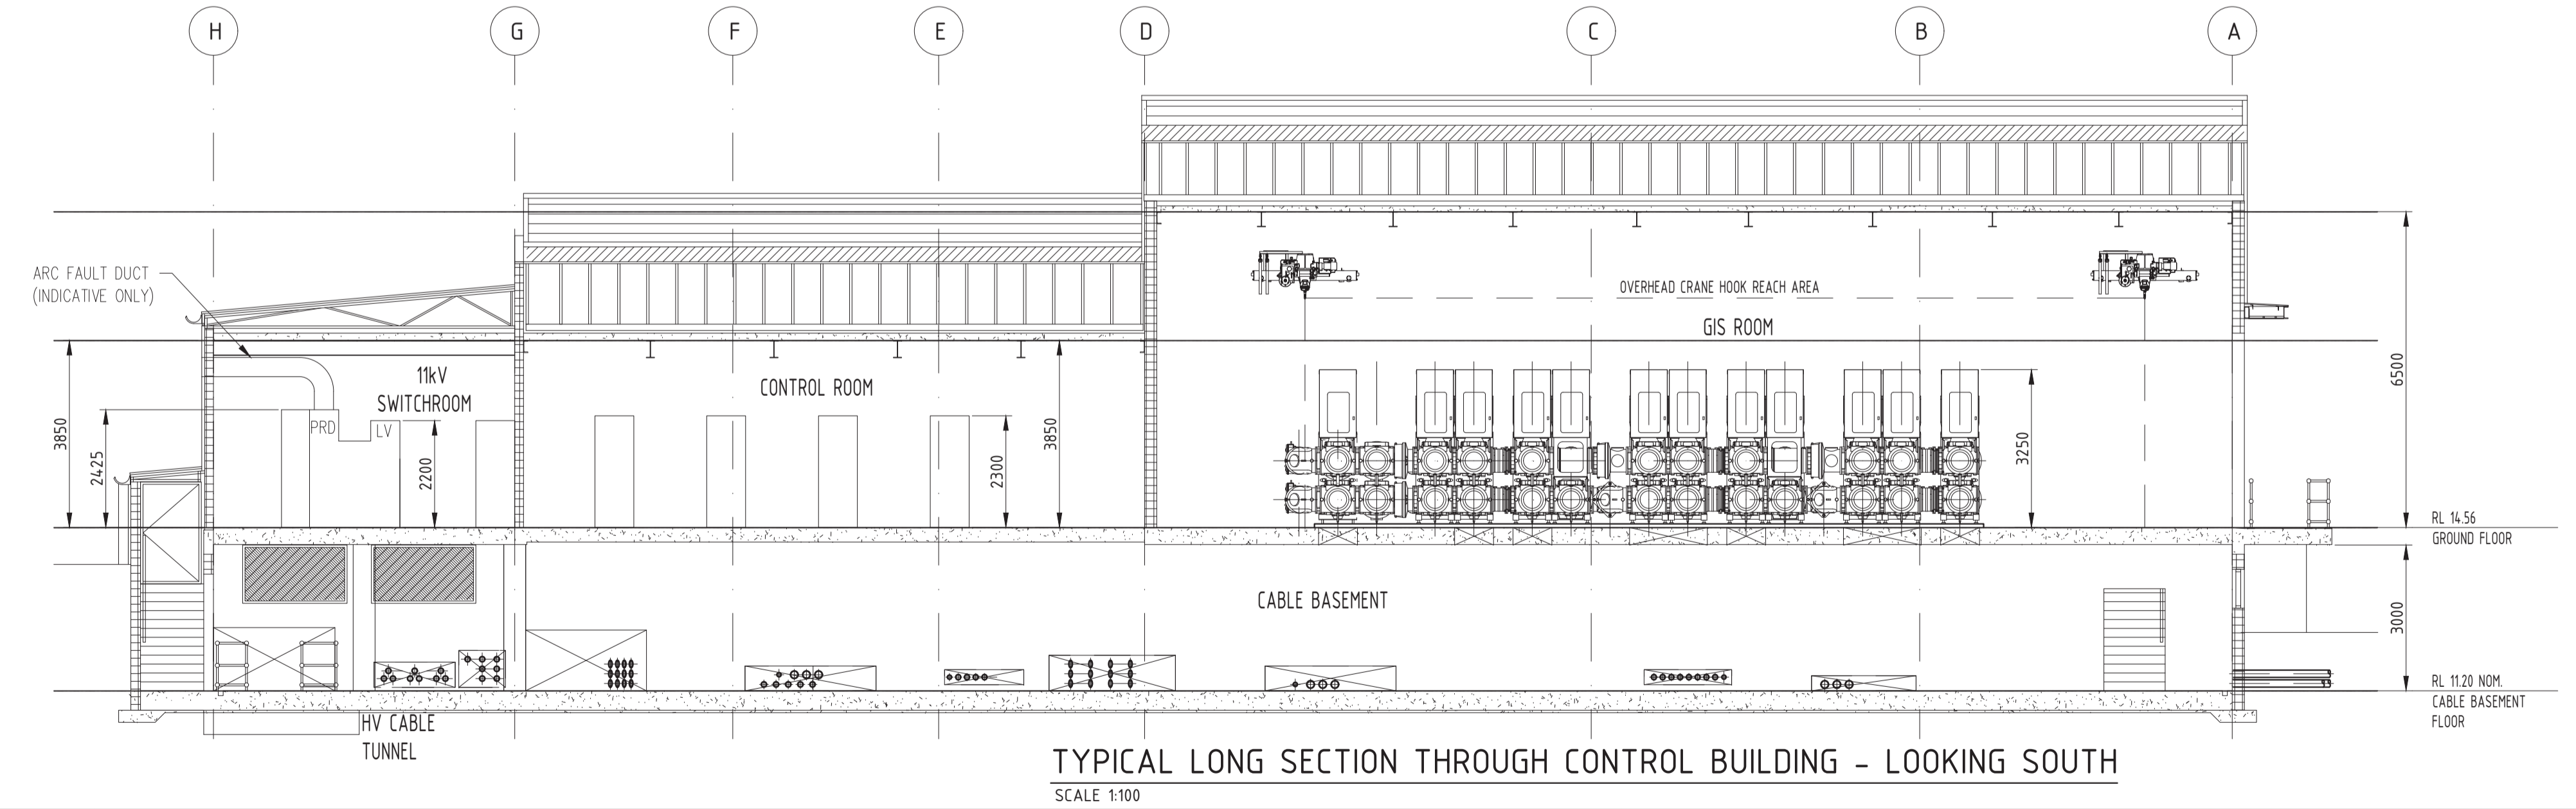 H
G
F
E
D
C
B
A
ARC FAULT DUCT
(INDICATIVE ONLY)
11kV
SWITCHROOM
PRD
LV
3850
2425
2200
CONTROL ROOM
2300
3850
OVERHEAD CRANE HOOK REACH AREA
GIS ROOM
3250
6500
RL 14.56
GROUND FLOOR
CABLE BASEMENT
3000
RL 11.20 NOM.
CABLE BASEMENT
FLOOR
HV CABLE
TUNNEL
TYPICAL LONG SECTION THROUGH CONTROL BUILDING - LOOKING SOUTH
SCALE 1:100